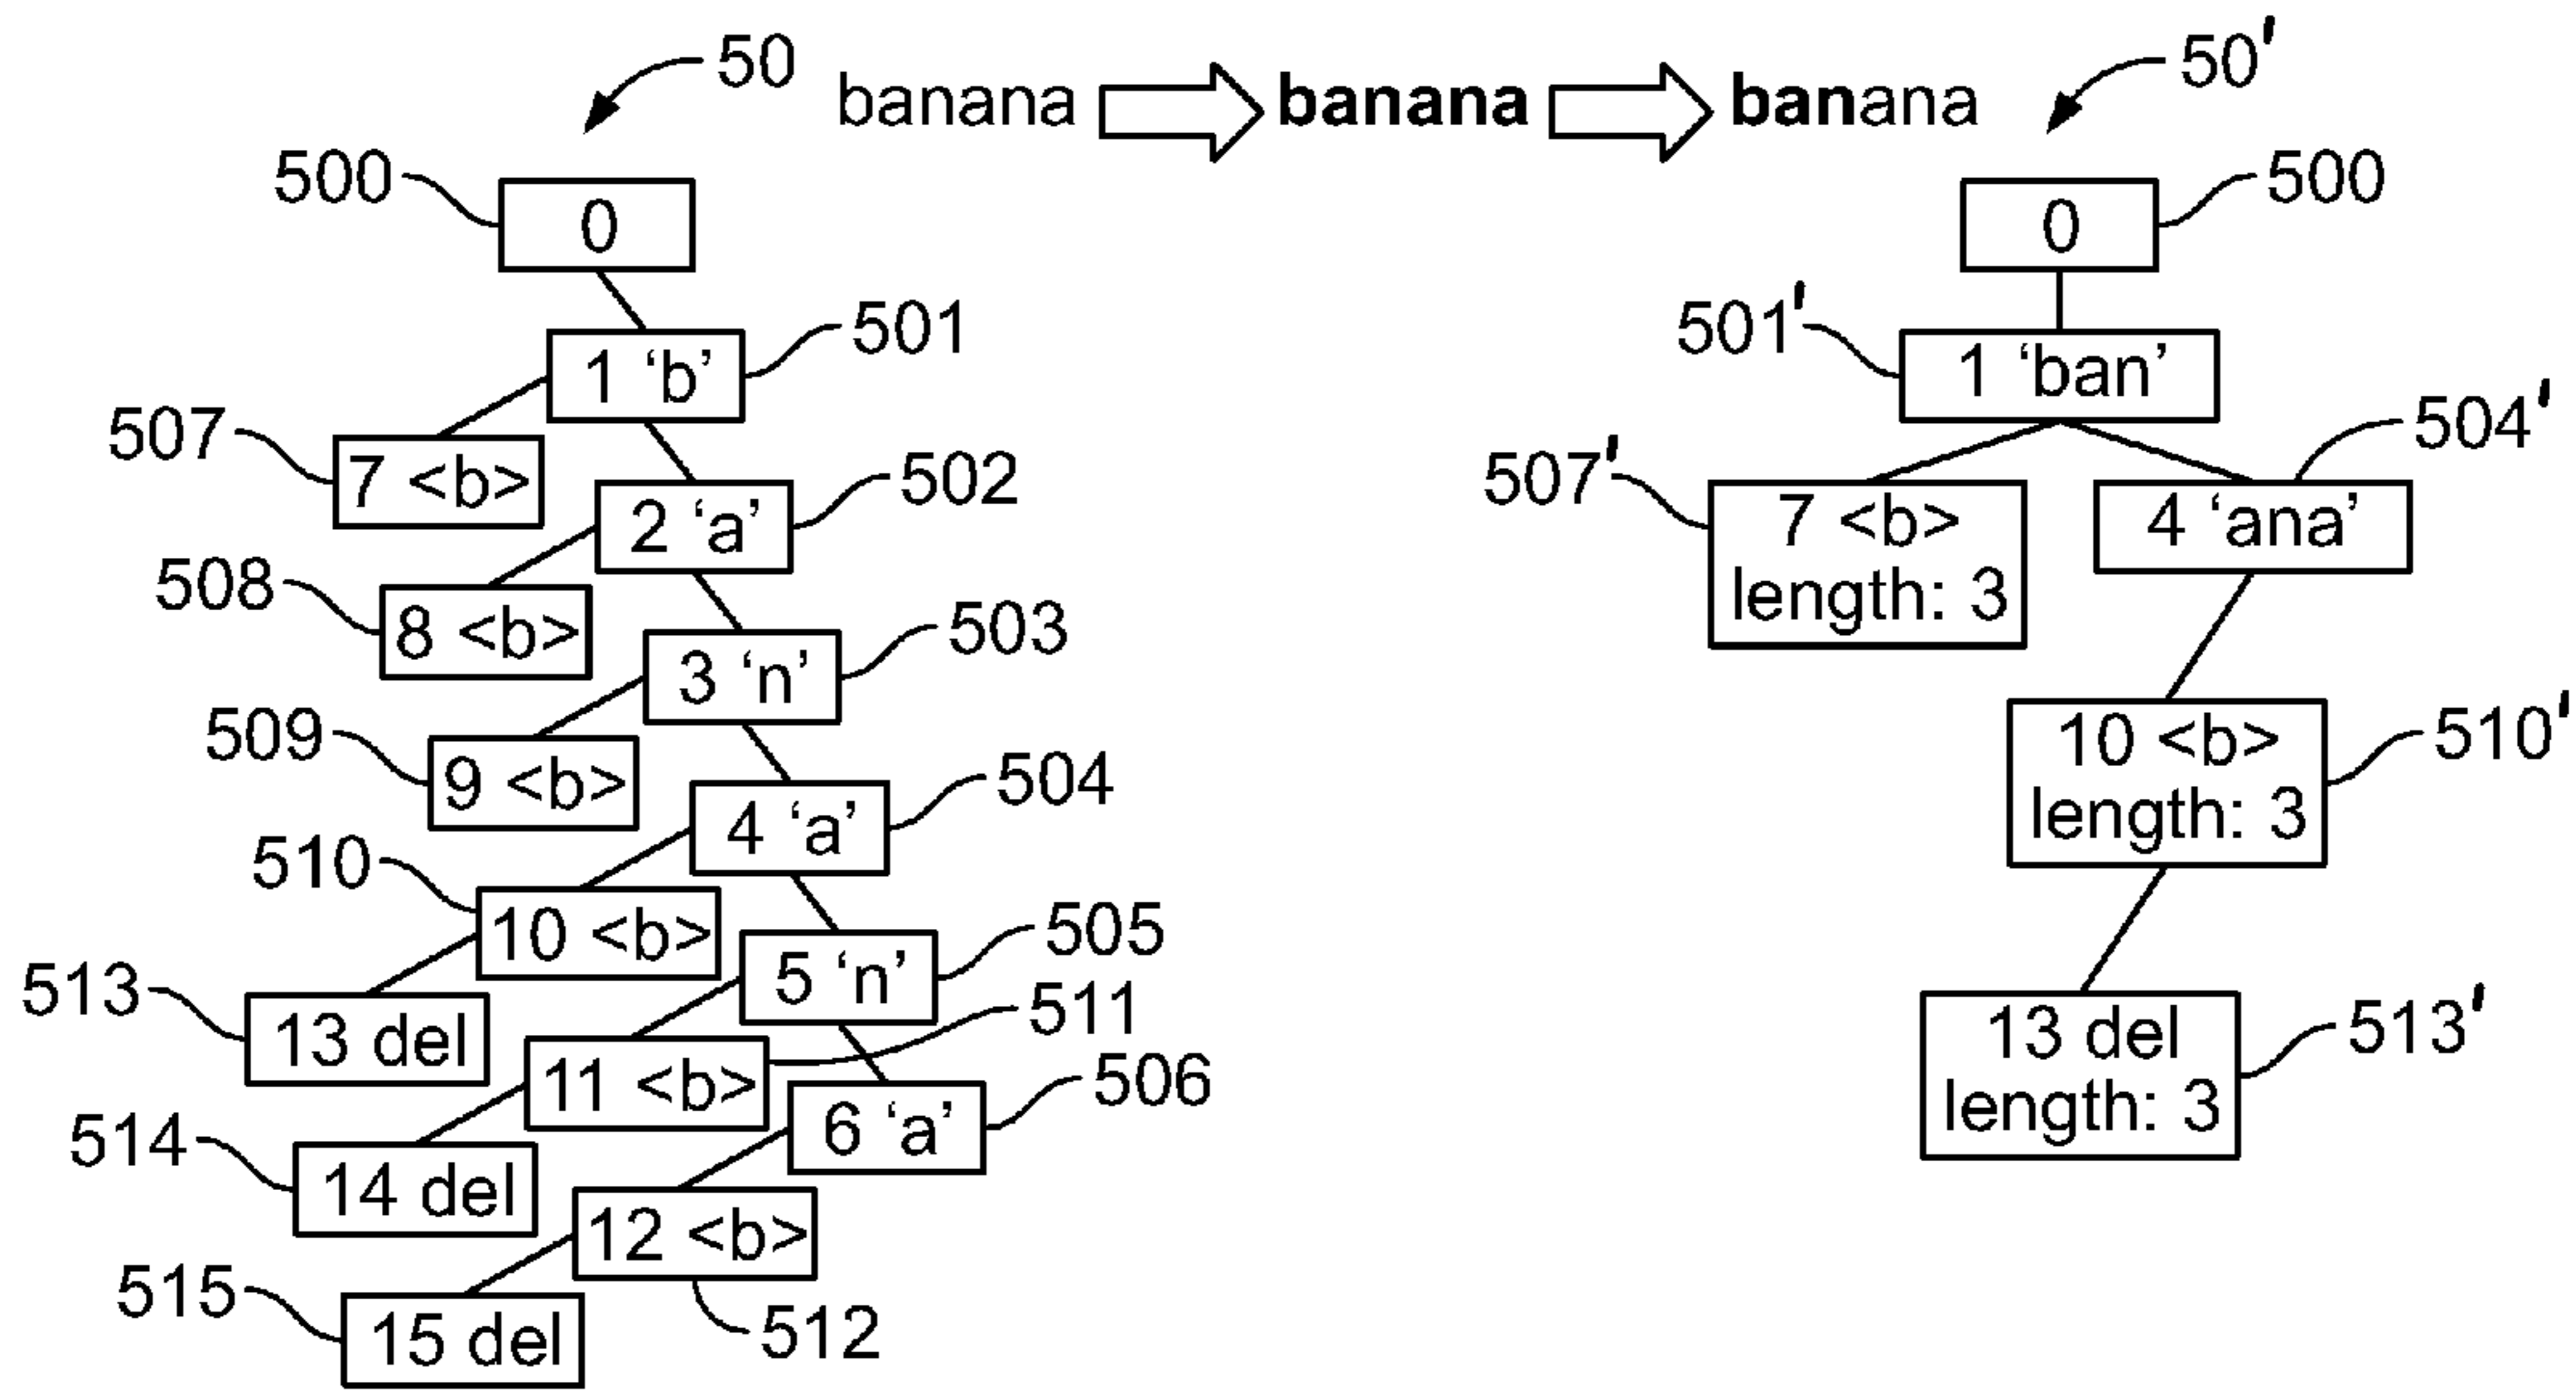 50
banana
banana
banana
50'
500
0
0
500
501'
1 'b'
501
1 'ban'
504'
507
7 <b>
502
507'
2 'a'
7 <b>
length: 3
4 'ana'
508
8 <b>
503
3 'n'
509
9 <b>
10 <b>
length: 3
510'
504
4 'a'
510
10 <b>
505
5 'n'
513
13 del
511
11 <b>
506
6 'a'
13 del
length: 3
513'
514
14 del
12 <b>
515
15 del
512